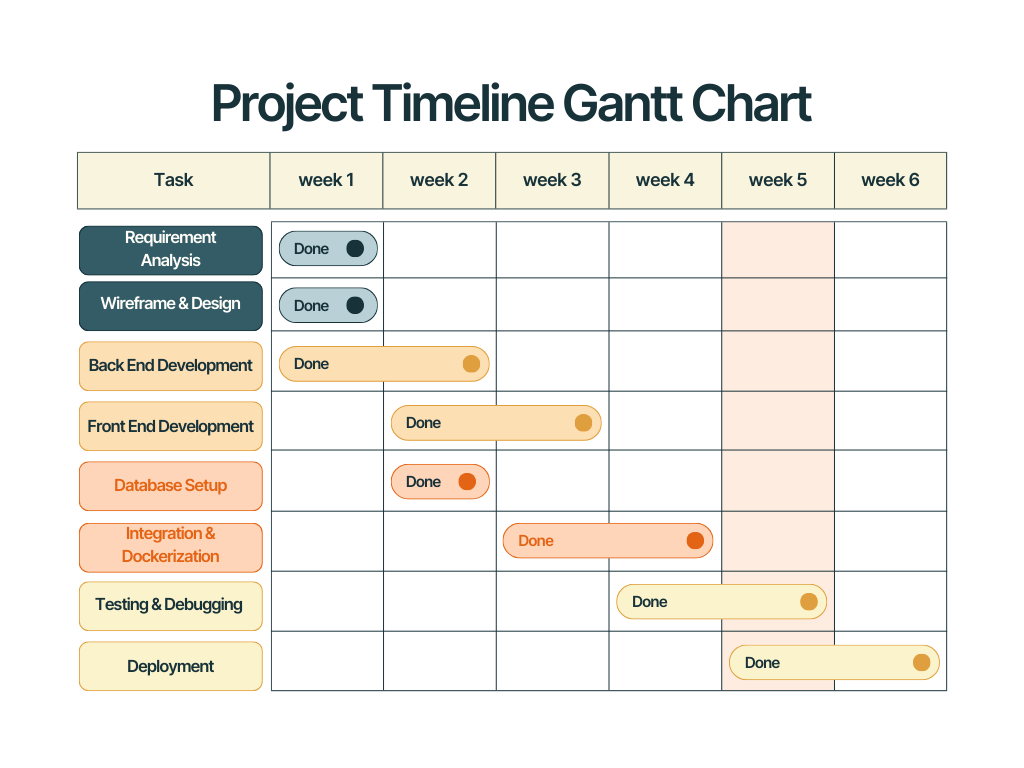 Project Timeline Gantt Chart
Task week 1 week 2 week 3 week 4 week 5 week 6
Requirement
Analysis
Done
Wireframe & Design
Done
Back End Development
Done
Front End Development
Done
Database Setup
Done
Integration &
Dockerization
Done
Testing & Debugging
Done
Deployment
Done